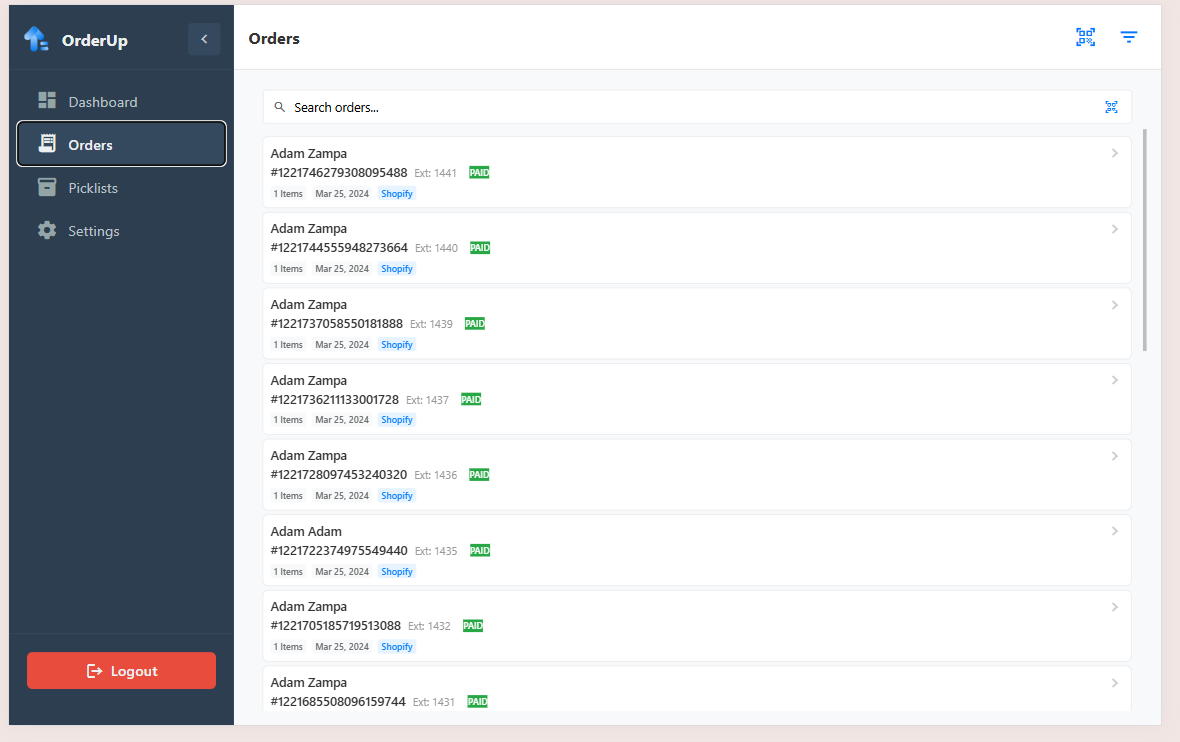 OrderUp
Orders
Dashboard
Orders
Picklists
Settings
Logout
Search orders...
Adam Zampa
#1221746279308095488 Ext: 1441 PAID
1 Items Mar 25, 2024 Shopify
Adam Zampa
#1221744555948273664 Ext: 1440 PAID
1 Items Mar 25, 2024 Shopify
Adam Zampa
#1221737058550181888 Ext: 1439 PAID
1 Items Mar 25, 2024 Shopify
Adam Zampa
#1221736211133001728 Ext: 1437 PAID
1 Items Mar 25, 2024 Shopify
Adam Zampa
#1221728097453240320 Ext: 1436 PAID
1 Items Mar 25, 2024 Shopify
Adam Adam
#1221722374975549440 Ext: 1435 PAID
1 Items Mar 25, 2024 Shopify
Adam Zampa
#1221705185719513088 Ext: 1432 PAID
1 Items Mar 25, 2024 Shopify
Adam Zampa
#1221685508096159744 Ext: 1431 PAID